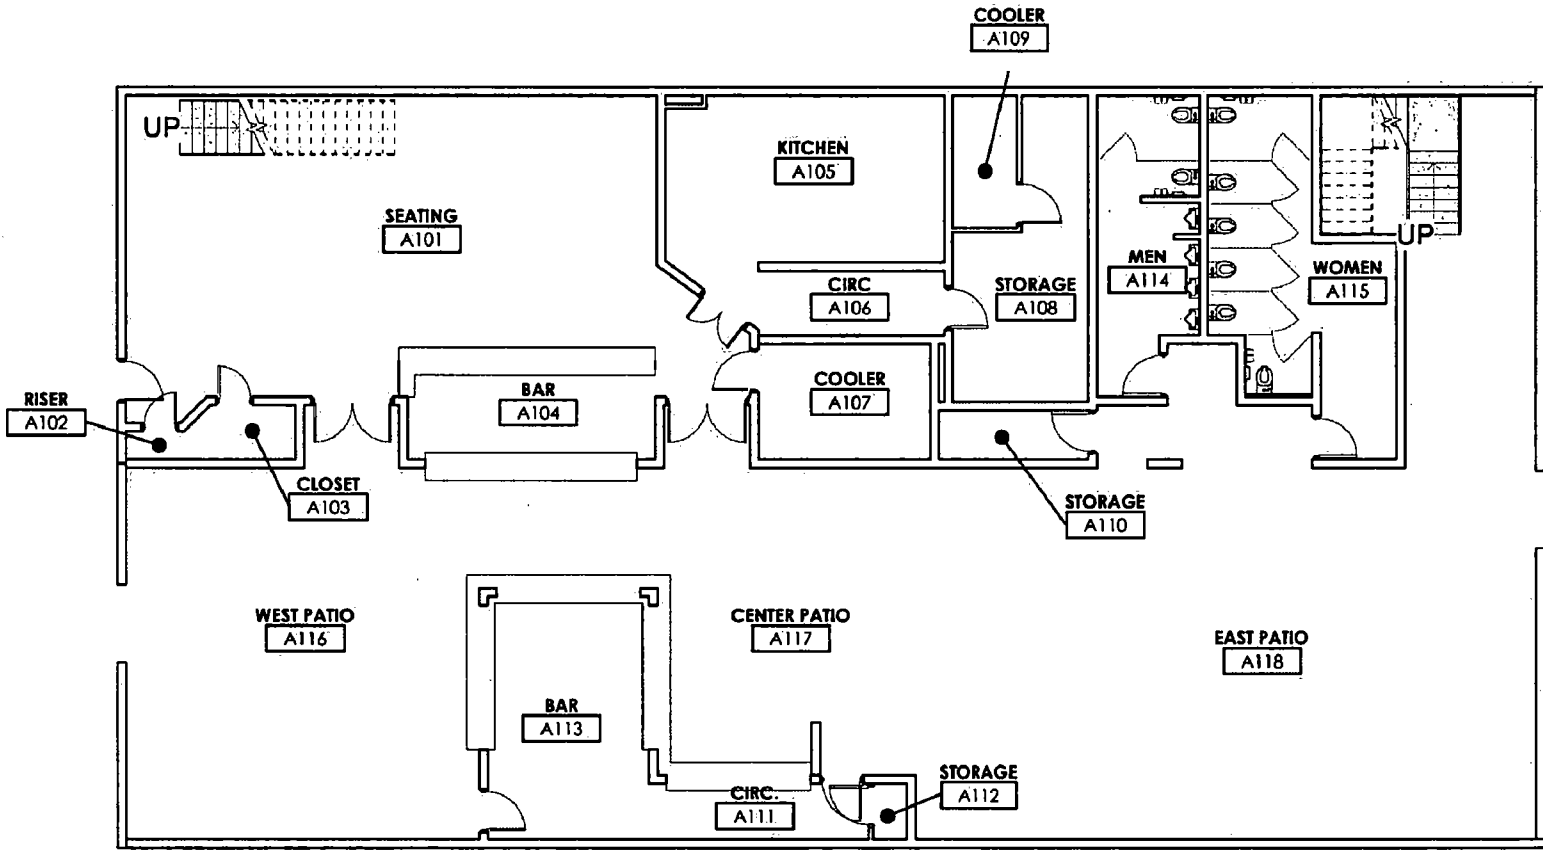 COOLER
A109
UP
KITCHEN
A105
SEATING
A101
UP
MEN
A114
WOMEN
A115
CIRC
A106
STORAGE
A108
RISER
A102
BAR
A104
COOLER
A107
CLOSET
A103
STORAGE
A110
WEST PATIO
A116
CENTER PATIO
A117
EAST PATIO
A118
BAR
A113
STORAGE
A112
CIRC.
A111